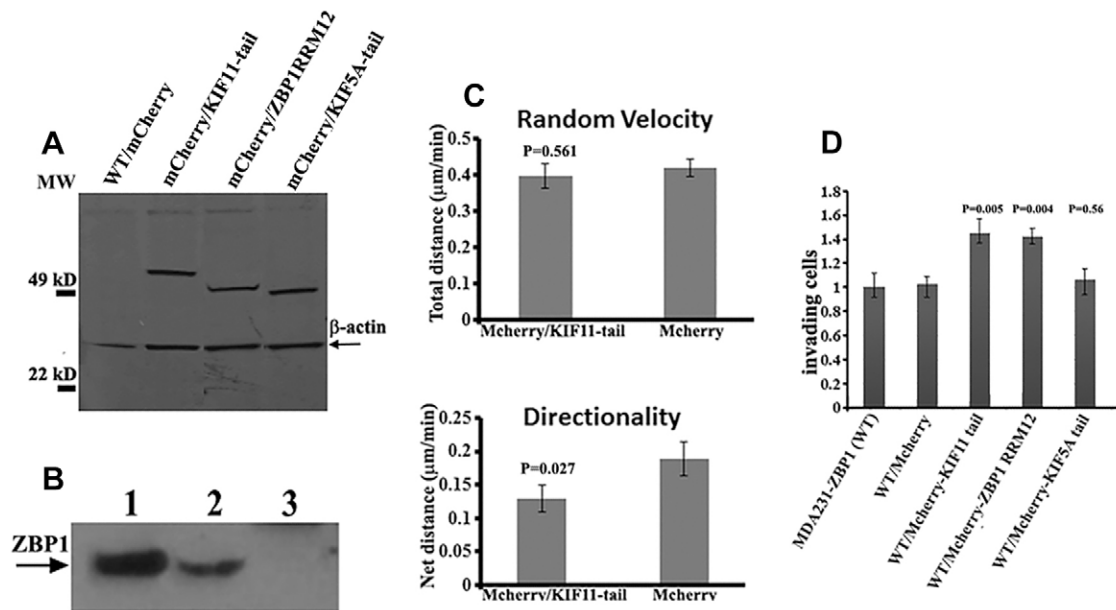 A
MW
WT/mCherry
mCherry/KIF11-tail
mCherry/ZBP1RRM12
mCherry/KIF5A-tail
49 kD
β-actin
22 kD
B
1 2 3
ZBP1
C
Random Velocity
Total distance (μm/min)
0.5
0.4
0.3
0.2
0.1
0
P=0.561
Mcherry/KIF11-tail Mcherry
Directionality
Net distance (μm/min)
0.25
0.2
0.15
0.1
0.05
0
P=0.027
Mcherry/KIF11-tail Mcherry
D
invading cells
1.8
1.6
1.4
1.2
1
0.8
0.6
0.4
0.2
0
P=0.005 P=0.004 P=0.56
MDA231-ZBP1 (WT)
WT/Mcherry
WT/Mcherry-KIF11 tail
WT/Mcherry-ZBP1 RRM12
WT/Mcherry-KIF5A tail